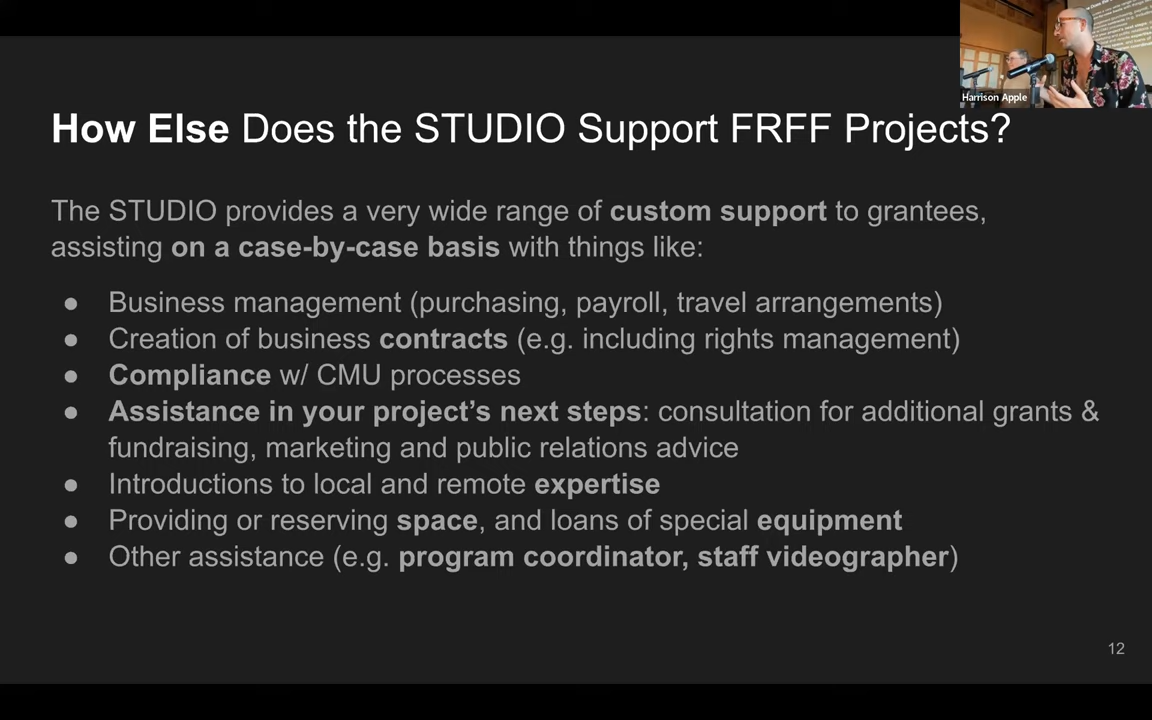 How Else Does the STUDIO Support FRFF Projects?
The STUDIO provides a very wide range of custom support to grantees,
assisting on a case-by-case basis with things like:
● Business management (purchasing, payroll, travel arrangements)
● Creation of business contracts (e.g. including rights management)
● Compliance w/ CMU processes
● Assistance in your project’s next steps: consultation for additional grants &
fundraising, marketing and public relations advice
● Introductions to local and remote expertise
● Providing or reserving space, and loans of special equipment
● Other assistance (e.g. program coordinator, staff videographer)
12
Harrison Apple